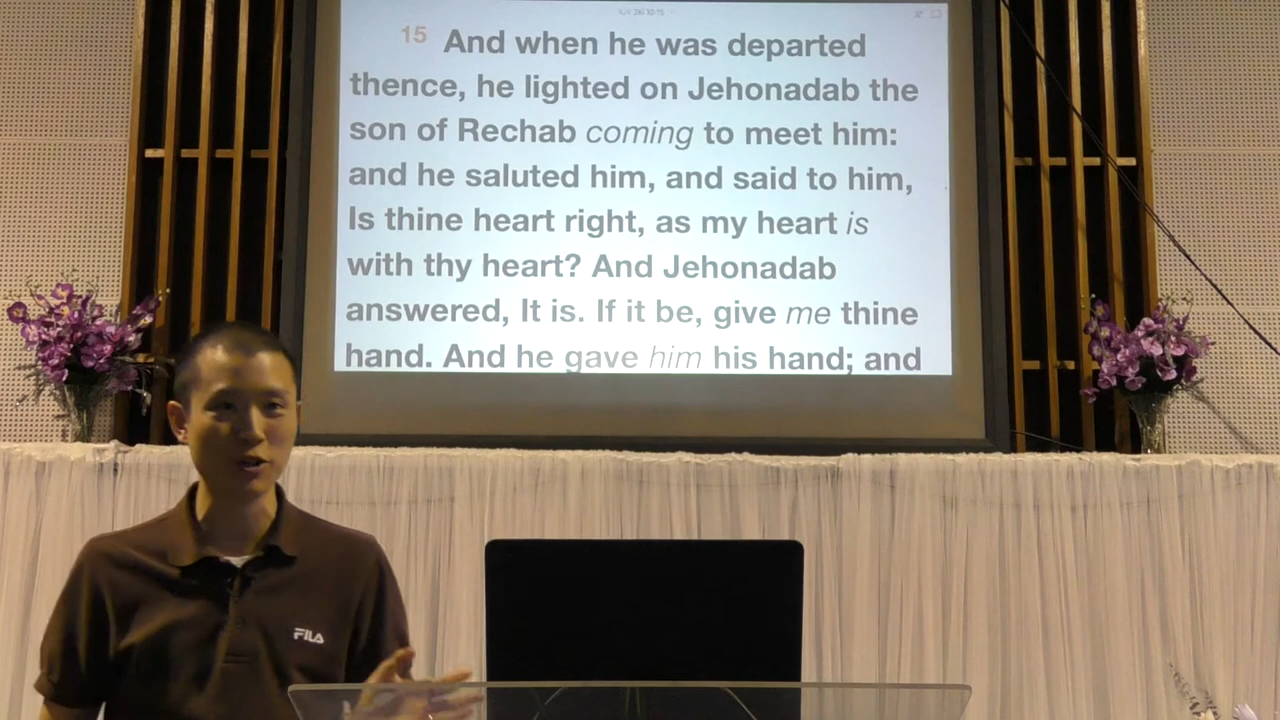 15 And when he was departed
thence, he lighted on Jehonadab the
son of Rechab coming to meet him:
and he saluted him, and said to him,
Is thine heart right, as my heart is
with thy heart? And Jehonadab
answered, It is. If it be, give me thine
hand. And he gave him his hand; and
FILA